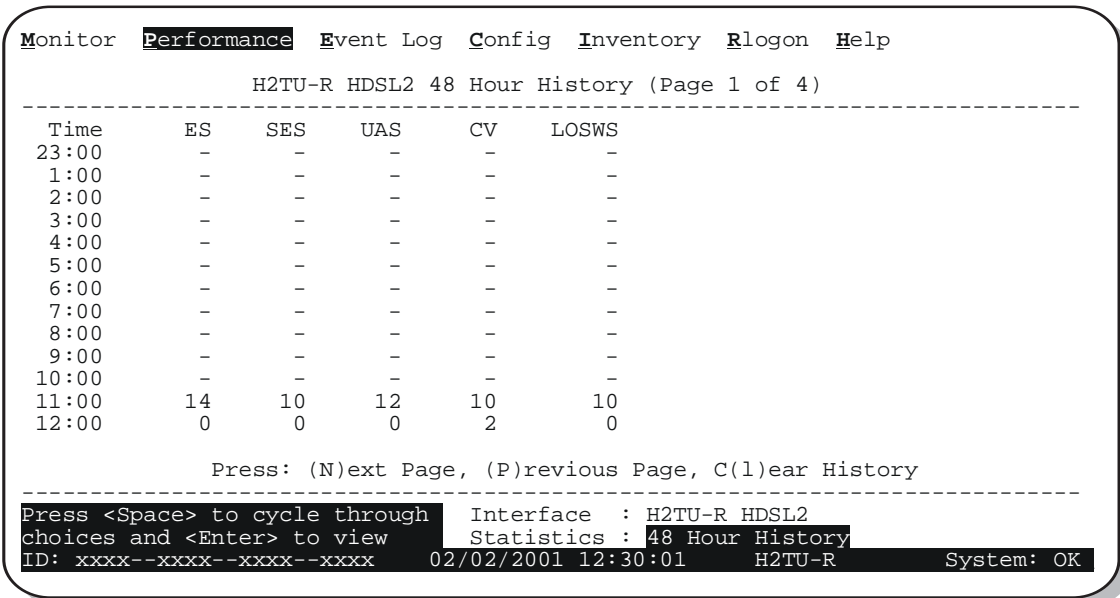 Monitor  Performance  Event Log  Config  Inventory  Rlogon  Help
H2TU-R HDSL2 48 Hour History (Page 1 of 4)
-------------------------------------------------------------------------------
Time      ES    SES    UAS    CV    LOSWS
23:00      -      -      -      -      -
1:00      -      -      -      -      -
2:00      -      -      -      -      -
3:00      -      -      -      -      -
4:00      -      -      -      -      -
5:00      -      -      -      -      -
6:00      -      -      -      -      -
7:00      -      -      -      -      -
8:00      -      -      -      -      -
9:00      -      -      -      -      -
10:00      -      -      -      -      -
11:00     14     10     12     10     10
12:00      0      0      0      2      0
Press: (N)ext Page, (P)revious Page, C(l)ear History
-------------------------------------------------------------------------------
Press <Space> to cycle through   Interface  : H2TU-R HDSL2
choices and <Enter> to view      Statistics : 48 Hour History
ID: xxxx--xxxx--xxxx--xxxx    02/02/2001 12:30:01     H2TU-R        System: OK